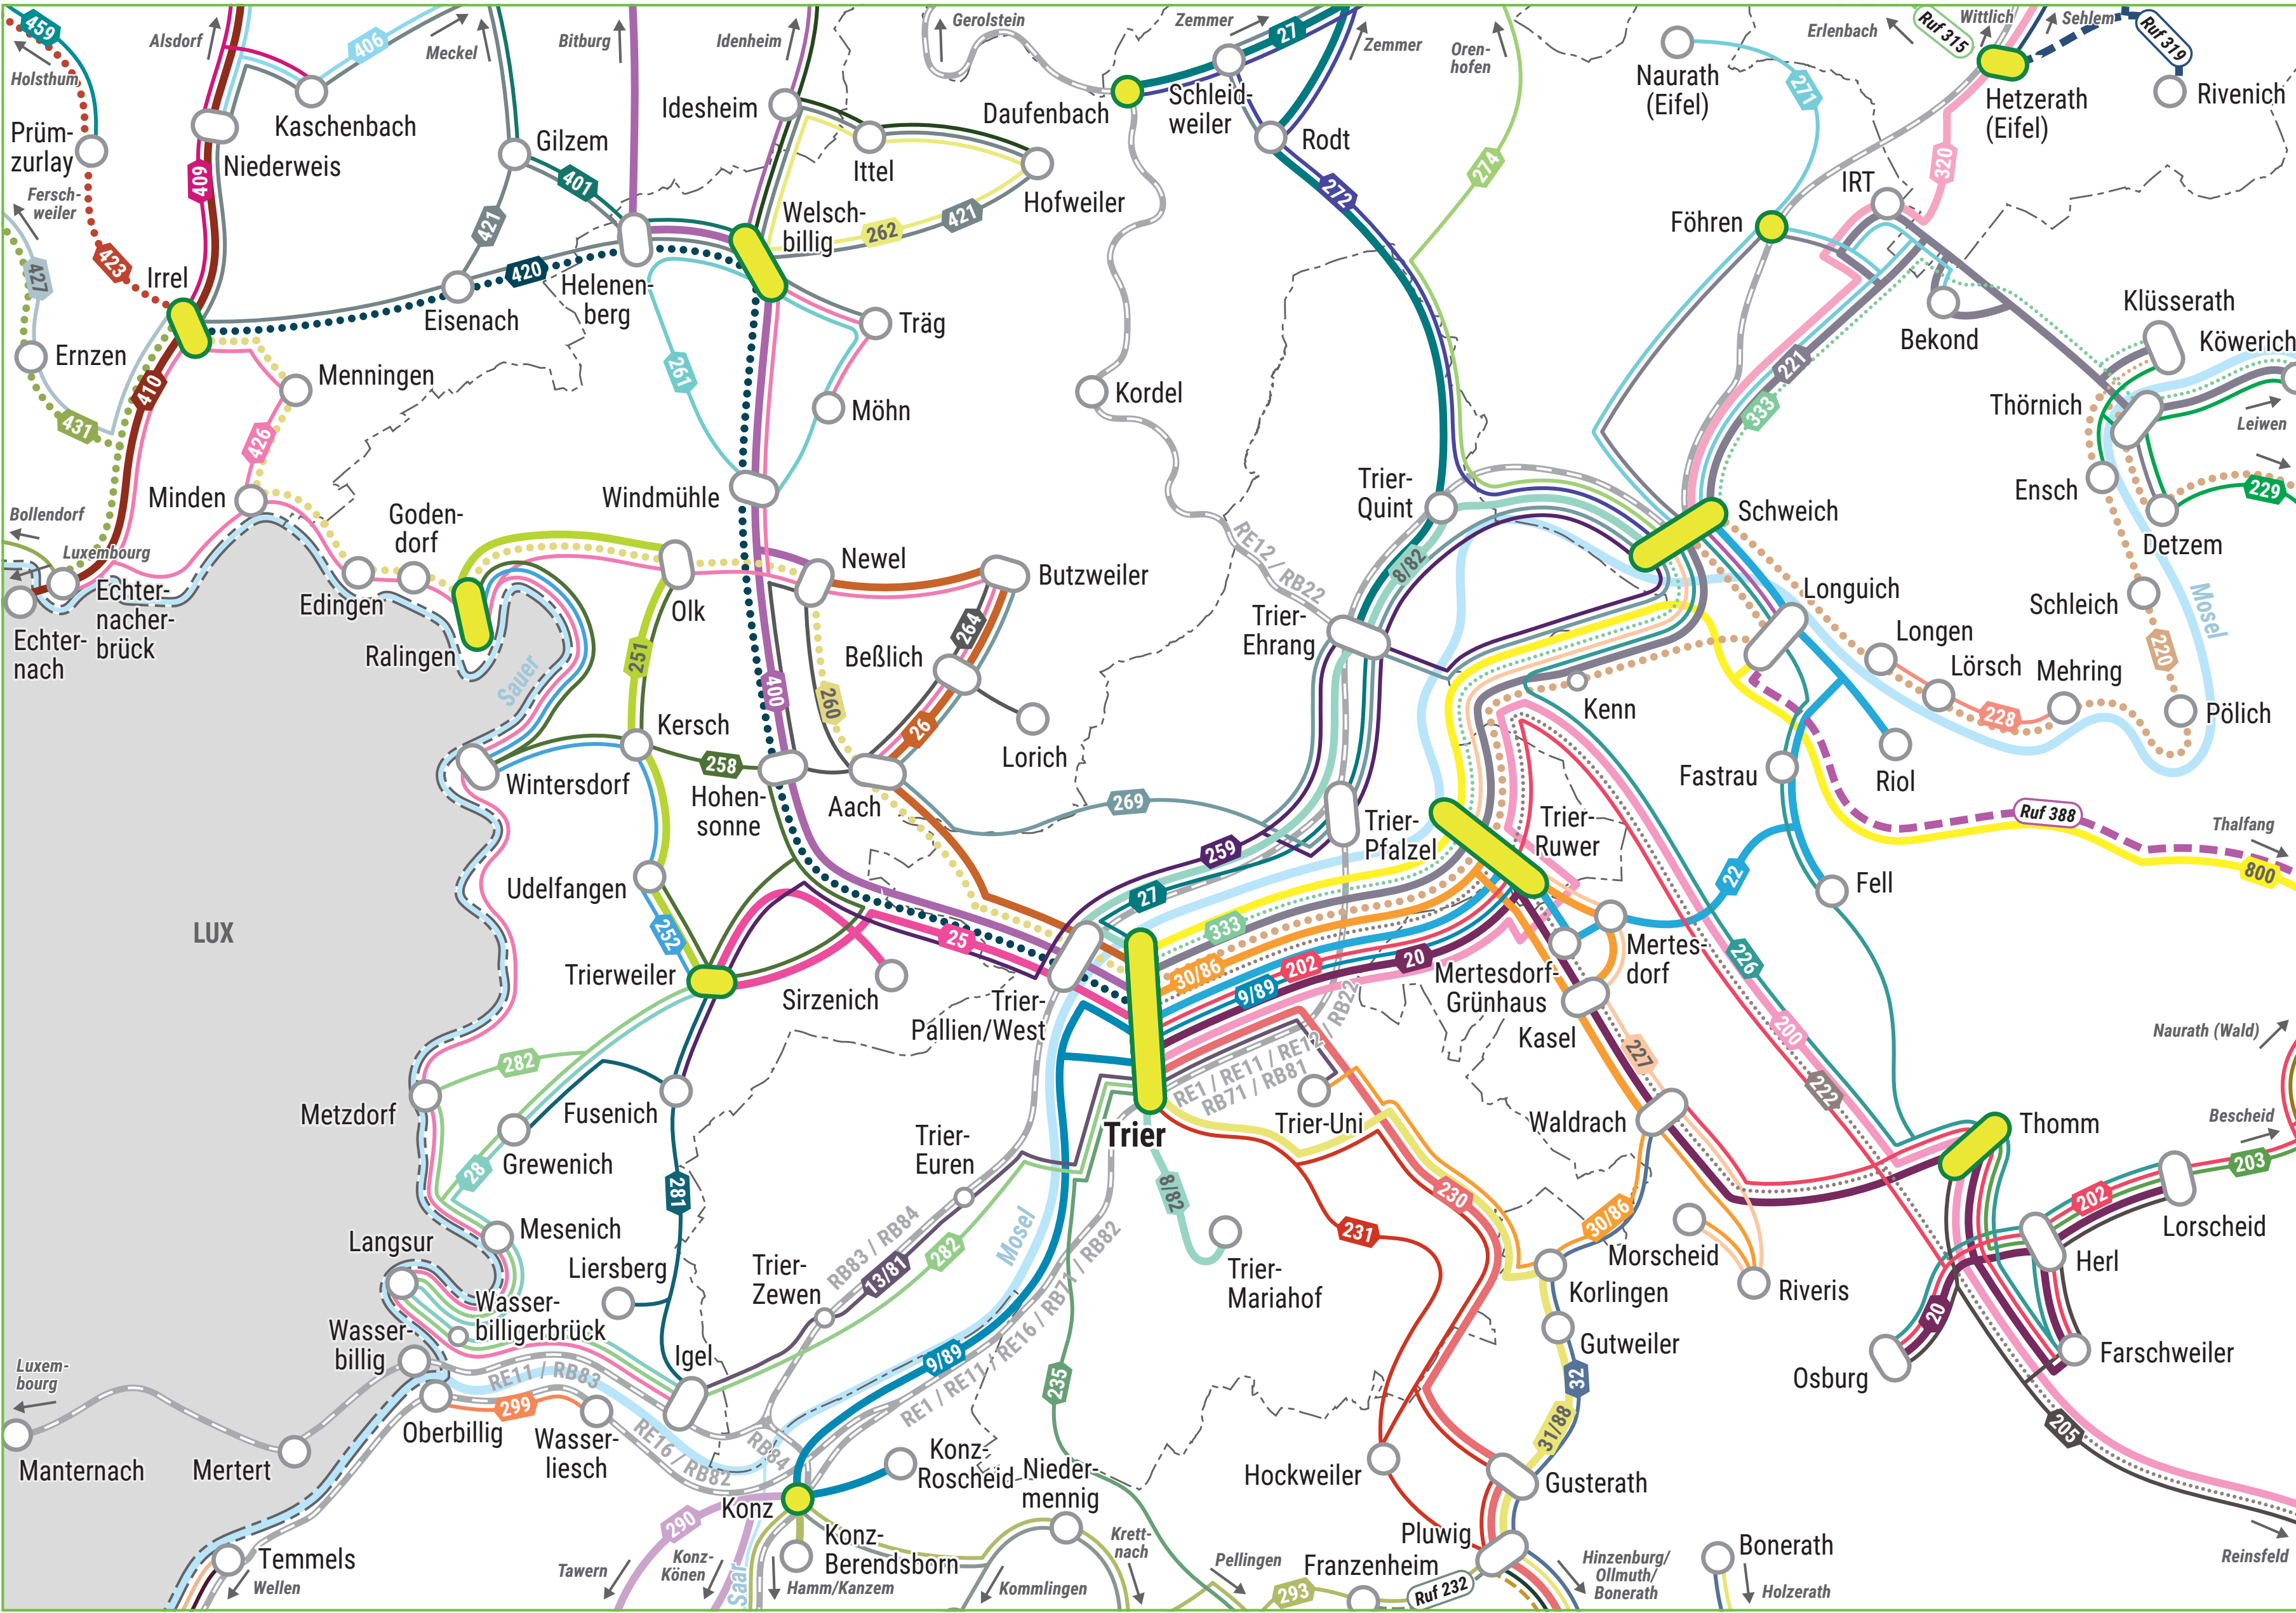 459
Holsthum
Alsdorf
406
Meckel
Bitburg
Idenheim
Gerolstein
Zemmer
27
Zemmer
Oren-
hofen
Erlenbach
Ruf 315
Wittlich
Sehlem
Ruf 319
Prüm-
zurlay
Kaschenbach
Niederweis
Gilzem
Idesheim
Ittel
Daufenbach
Schleid-
weiler
Rodt
Naurath
(Eifel)
271
Hetzerath
(Eifel)
Rivenich
Fersch-
weiler
409
401
421
Welsch-
billig
262
421
Hofweiler
272
274
IRT
320
Föhren
427
423
Irrel
Eisenach
420
Helenen-
berg
Träg
Bekond
Klüsserath
Köwerich
Ernzen
410
Menningen
261
Möhn
Kordel
221
333
Thörnich
Leiwen
431
426
Minden
Windmühle
Trier-
Quint
Schweich
Ensch
229
Detzem
Bollendorf
Luxembourg
Goden-
dorf
Newel
Butzweiler
RE12 / RB22
8/82
Longuich
Schleich
Mosel
Echter-
nach
Echter-
nacher-
brück
Edingen
Ralingen
Olk
Sauer
251
264
Beßlich
Trier-
Ehrang
Kenn
Longen
Lörsch
Mehring
220
Pölich
228
Kersch
400
260
26
Lorich
Wintersdorf
258
Hohen-
sonne
Aach
269
Fastrau
Riol
Ruf 388
Thalfang
800
Trier-
Pfalzel
Trier-
Ruwer
259
27
Udelfangen
252
LUX
25
333
30/86
202
9/89
20
22
Fell
Mertes-
dorf
Mertesdorf-
Grünhaus
226
Trierweiler
Sirzenich
Trier-
Pallien/West
Kasel
200
Naurath (Wald)
282
Metzdorf
Fusenich
RE1 / RE11 / RE12 / RB22
RB71 / RB81
Trier
Trier-Uni
227
222
Waldrach
Thomm
Bescheid
Grewenich
28
281
Trier-
Euren
8/82
230
203
202
Mesenich
Langsur
Liersberg
RB83 / RB84
13/81
282
Mosel
Trier-
Zewen
Trier-
Mariahof
231
30/86
Morscheid
Korlingen
Riveris
Lorscheid
Herl
20
Wasser-
billigerbrück
Wasser-
billig
Igel
9/89
RE1 / RE11 / RE16 / RB71 / RB82
Gutweiler
32
Osburg
Farschweiler
Luxem-
bourg
RE11 / RB83
299
Oberbillig
Wasser-
liesch
RE16 / RB82
RB84
235
31/88
205
Manternach
Mertert
Konz-
Roscheid
Nieder-
mennig
Hockweiler
Gusterath
Konz
290
Konz-
Berendsborn
Krett-
nach
Pluwig
Bonerath
Temmels
Wellen
Tawern
Konz-
Könen
Saar
Hamm/Kanzem
Kommlingen
Pellingen
293
Franzenheim
Ruf 232
Hinzenburg/
Ollmuth/
Bonerath
Holzerath
Reinsfeld